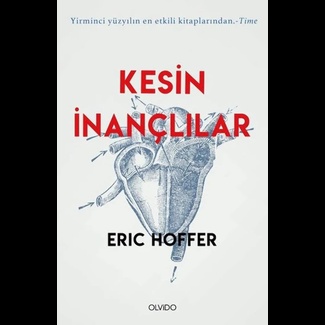 Yirminci yüzyılın en etkili kitaplarından.-Time
KESİN
İNANÇLILAR
ERIC HOFFER
OLVIDO